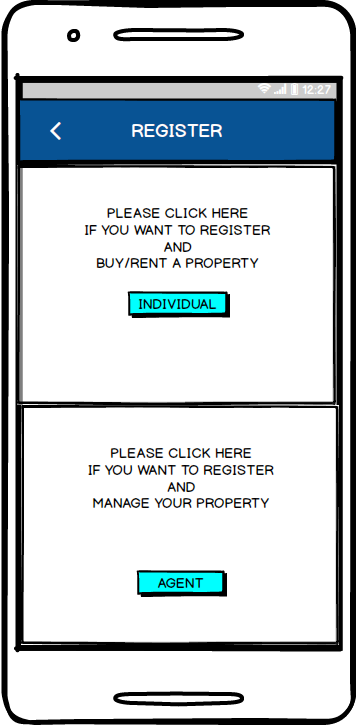 12:27
REGISTER
PLEASE CLICK HERE
IF YOU WANT TO REGISTER
AND
BUY/RENT A PROPERTY
INDIVIDUAL
PLEASE CLICK HERE
IF YOU WANT TO REGISTER
AND
MANAGE YOUR PROPERTY
AGENT